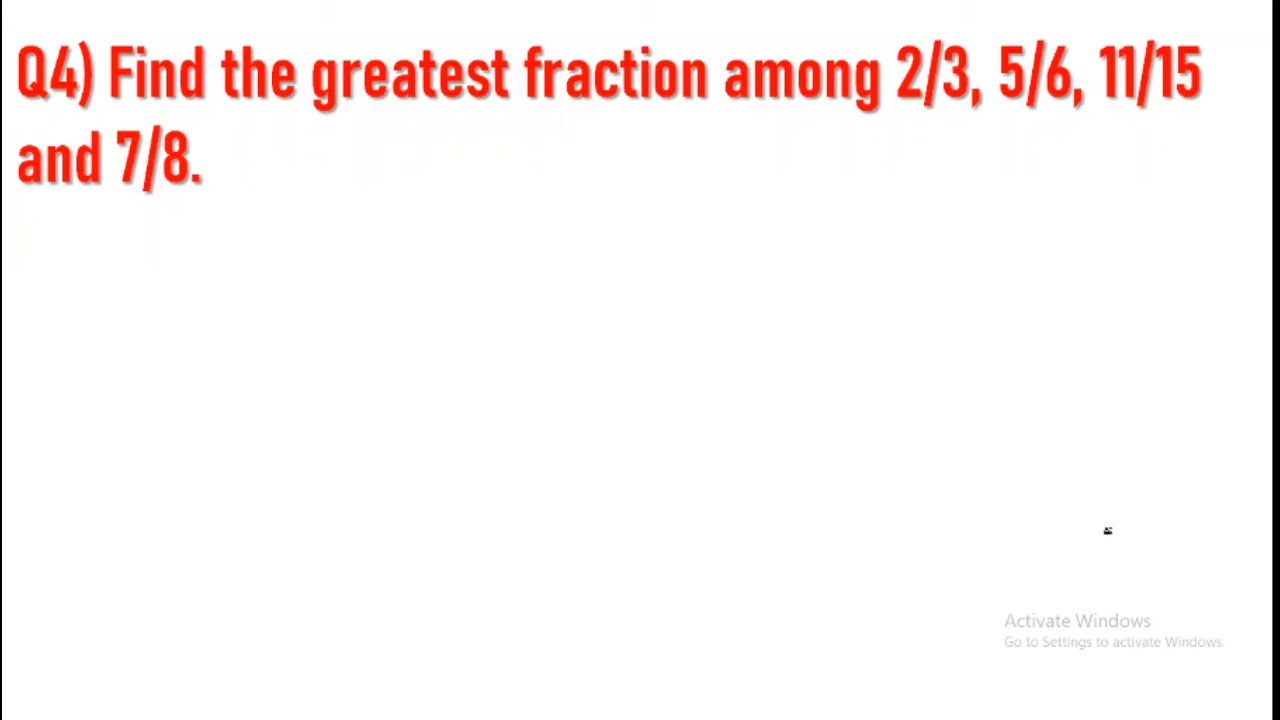 Q4) Find the greatest fraction among 2/3, 5/6, 11/15
and 7/8.
Activate Windows
Go to Settings to activate Windows.